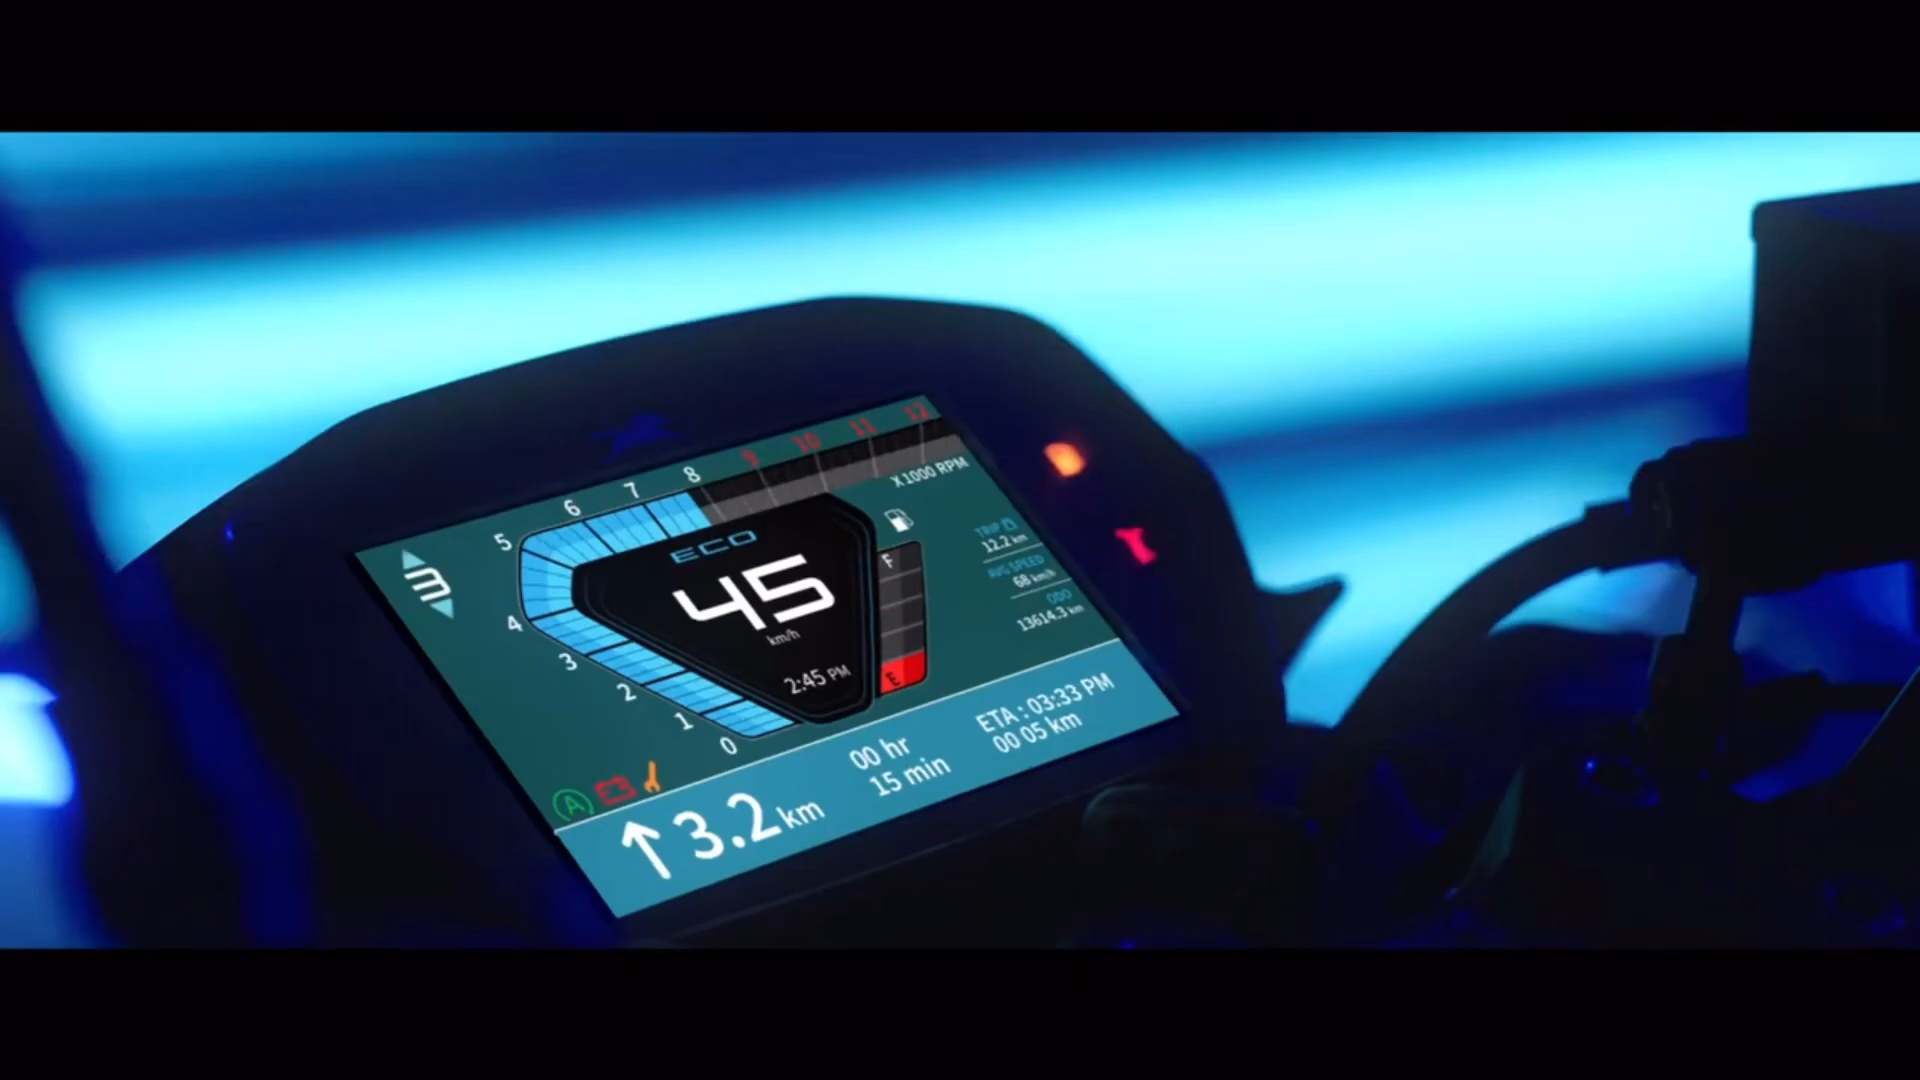 5 6 7 8 9 10 11 12
X1000 RPM
3
4
3
2
1
0
ECO
45
km/h
2:45 PM
F
E
TRIP
12.2 km
AVG SPEED
68 km/h
ODO
13614.3 km
A
3.2 km
00 hr
15 min
ETA : 03:33 PM
00 05 km